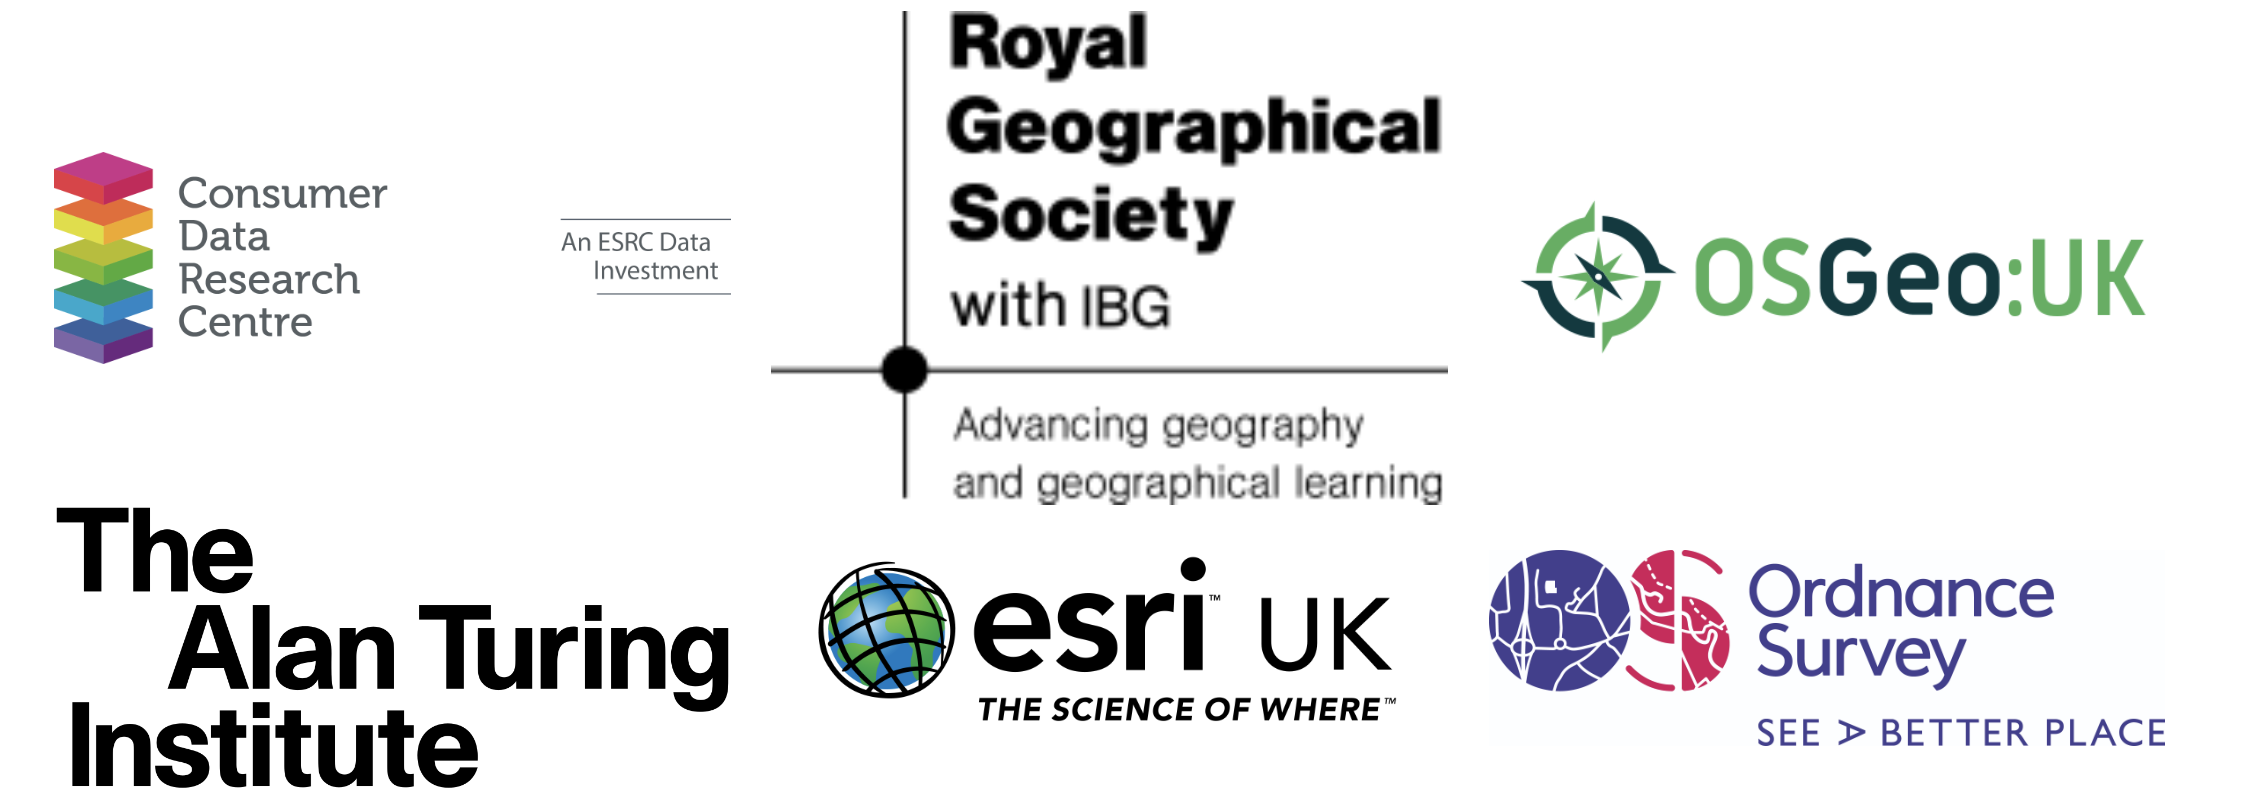 Consumer
Data
Research
Centre
An ESRC Data
Investment
Royal
Geographical
Society
with IBG
Advancing geography
and geographical learning
OSGeo:UK
The
Alan Turing
Institute
esri™ UK
THE SCIENCE OF WHERE™
OS
Ordnance
Survey
SEE A BETTER PLACE